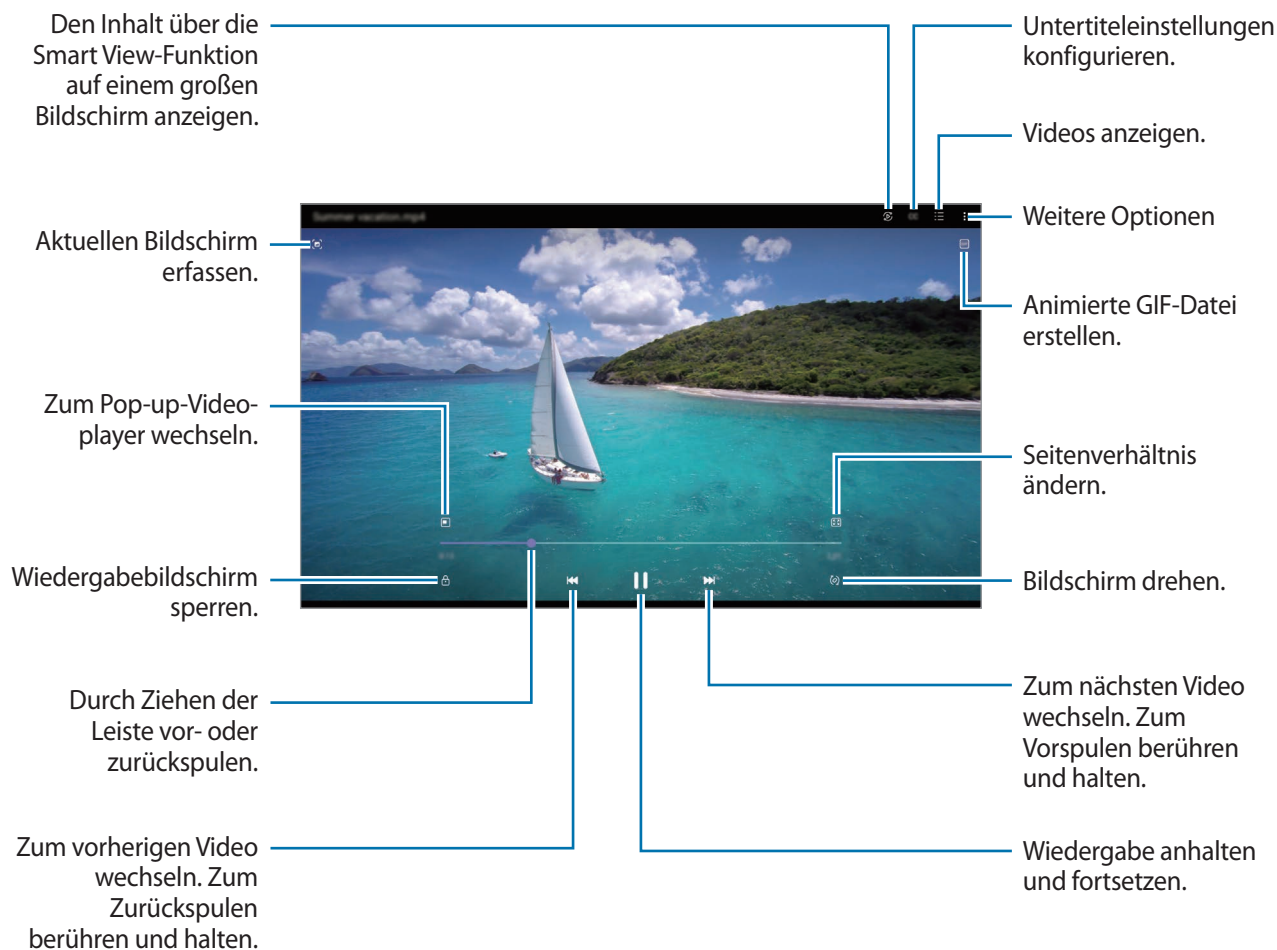 Den Inhalt über die
Smart View-Funktion
auf einem großen
Bildschirm anzeigen.
Untertiteleinstellungen
konfigurieren.
Videos anzeigen.
Weitere Optionen
Summer vacation.mp4
Aktuellen Bildschirm
erfassen.
Animierte GIF-Datei
erstellen.
Zum Pop-up-Video-
player wechseln.
Seitenverhältnis
ändern.
Wiedergabebildschirm
sperren.
Bildschirm drehen.
Durch Ziehen der
Leiste vor- oder
zurückspulen.
Zum nächsten Video
wechseln. Zum
Vorspulen berühren
und halten.
Zum vorherigen Video
wechseln. Zum
Zurückspulen
berühren und halten.
Wiedergabe anhalten
und fortsetzen.